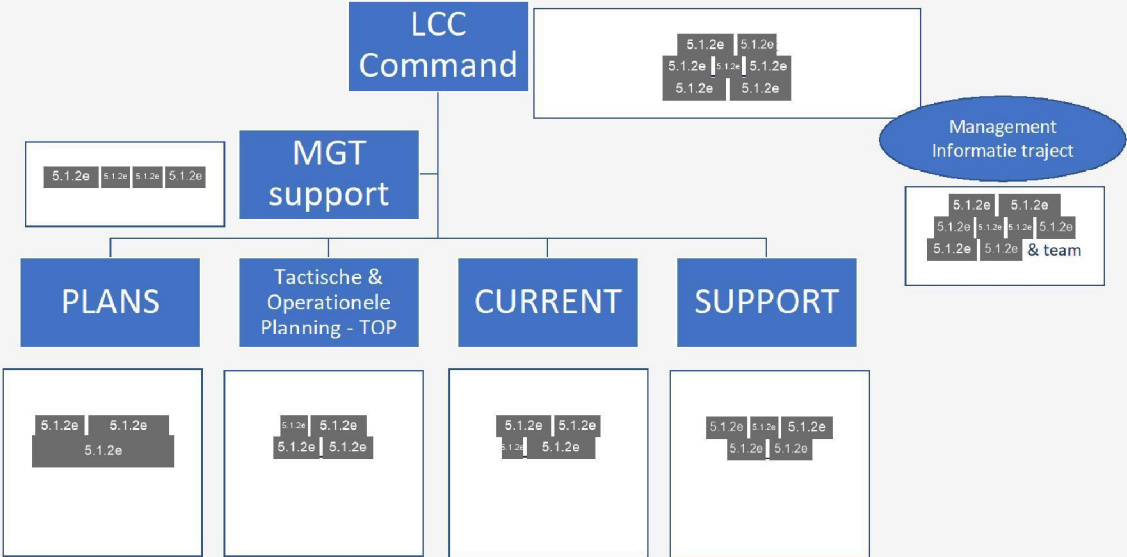 LCC
Command
5.1.2e 5.1.2e
5.1.2e 5.1.2e 5.1.2e
5.1.2e 5.1.2e
Management
Informatie traject
MGT
support
5.1.2e 5.1.2e 5.1.2e 5.1.2e
5.1.2e 5.1.2e
5.1.2e 5.1.2e 5.1.2e 5.1.2e
5.1.2e 5.1.2e & team
PLANS
Tactische &
Operationele
Planning - TOP
CURRENT
SUPPORT
5.1.2e 5.1.2e
5.1.2e
5.1.2e 5.1.2e
5.1.2e 5.1.2e
5.1.2e 5.1.2e
5.1.2e 5.1.2e
5.1.2e 5.1.2e 5.1.2e
5.1.2e 5.1.2e